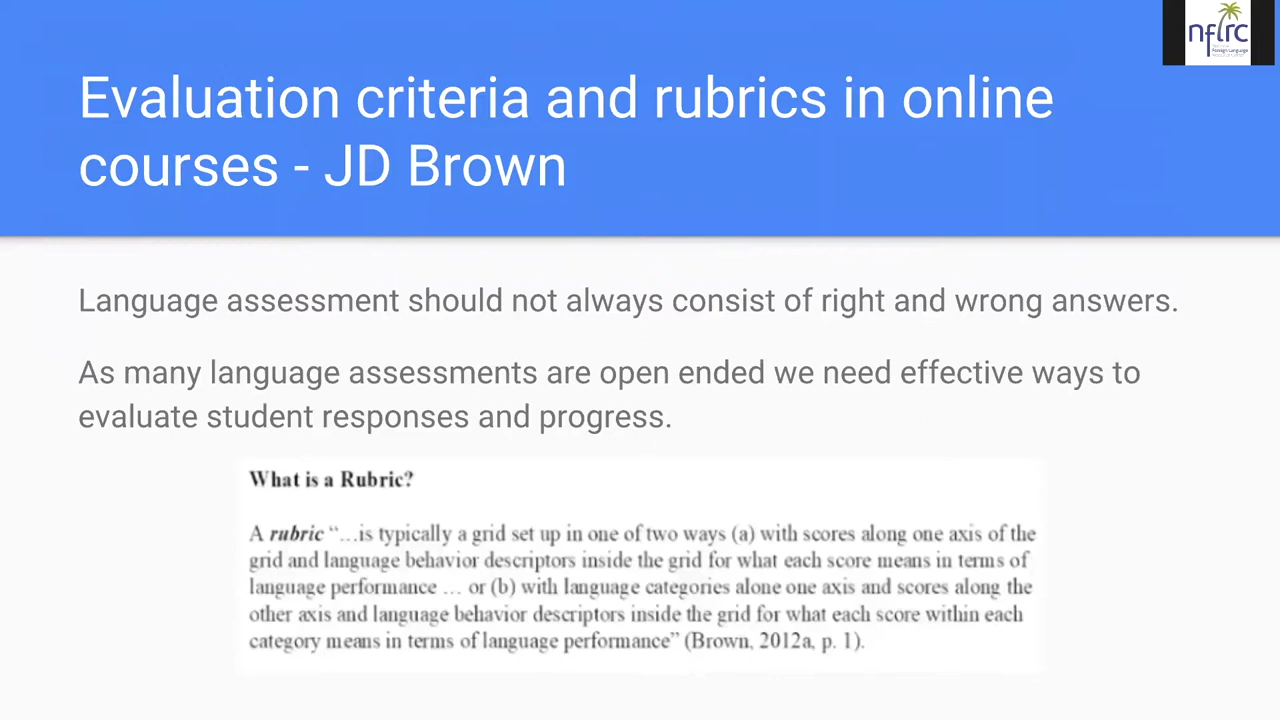 nflrc
Evaluation criteria and rubrics in online
courses - JD Brown
Language assessment should not always consist of right and wrong answers.
As many language assessments are open ended we need effective ways to
evaluate student responses and progress.
What is a Rubric?
A rubric “…is typically a grid set up in one of two ways (a) with scores along one axis of the
grid and language behavior descriptors inside the grid for what each score means in terms of
language performance … or (b) with language categories alone one axis and scores along the
other axis and language behavior descriptors inside the grid for what each score within each
category means in terms of language performance” (Brown, 2012a, p. 1).